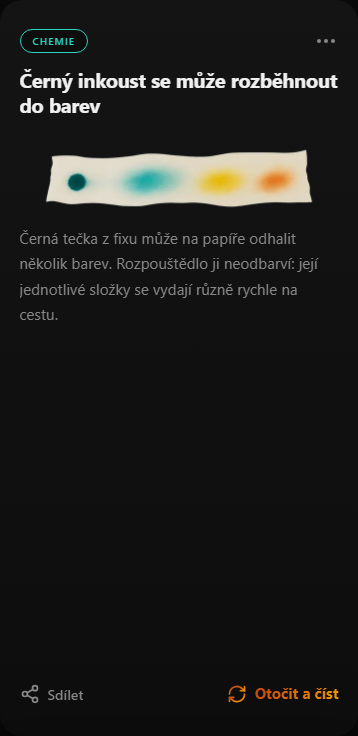 CHEMIE
Černý inkoust se může rozběhnout
do barev
Černá tečka z fixu může na papíře odhalit
několik barev. Rozpouštědlo ji neodbarví: její
jednotlivé složky se vydají různě rychle na
cestu.
Sdílet
Otočit a číst